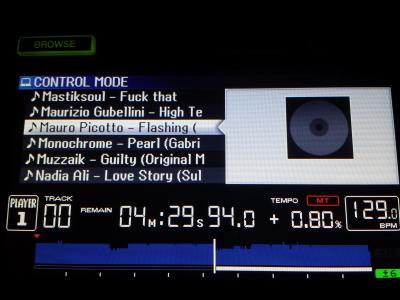 BROWSE
CONTROL MODE
Mastiksoul - Fuck that
Maurizio Gubellini - High Te
Mauro Picotto - Flashing (
Monochrome - Pearl (Gabri
Muzzaik - Guilty (Original M
Nadia Ali - Love Story (Sul
PLAYER 1
TRACK 00
REMAIN 04M:29S 94.0
TEMPO MT
+ 0.80%
129.0 BPM
±6